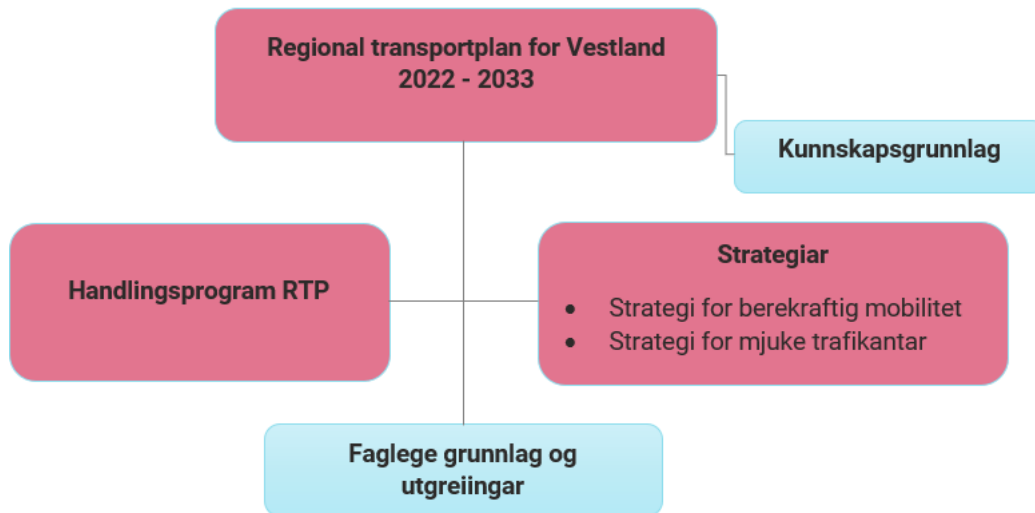 Regional transportplan for Vestland
2022 - 2033
Kunnskapsgrunnlag
Handlingsprogram RTP
Strategiar
• Strategi for berekraftig mobilitet
• Strategi for mjuke trafikantar
Faglege grunnlag og
utgreiingar